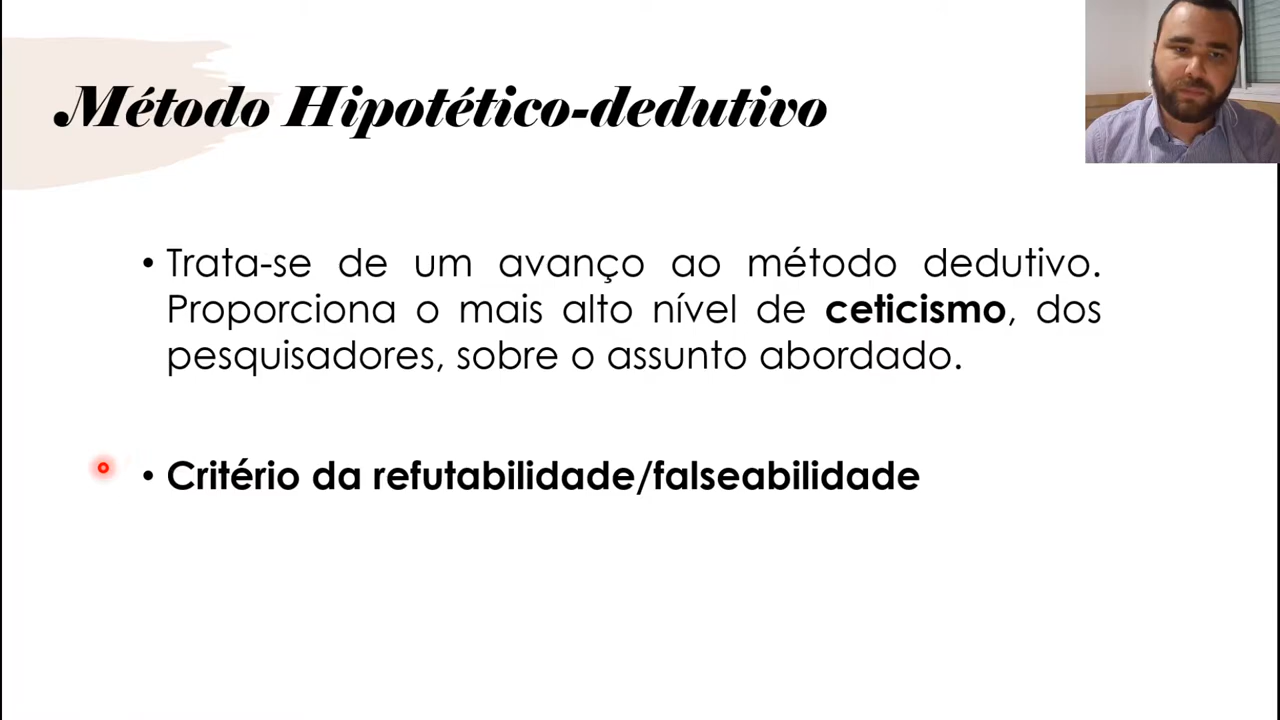 Método Hipotético-dedutivo
• Trata-se de um avanço ao método dedutivo.
Proporciona o mais alto nível de ceticismo, dos
pesquisadores, sobre o assunto abordado.
• Critério da refutabilidade/falseabilidade